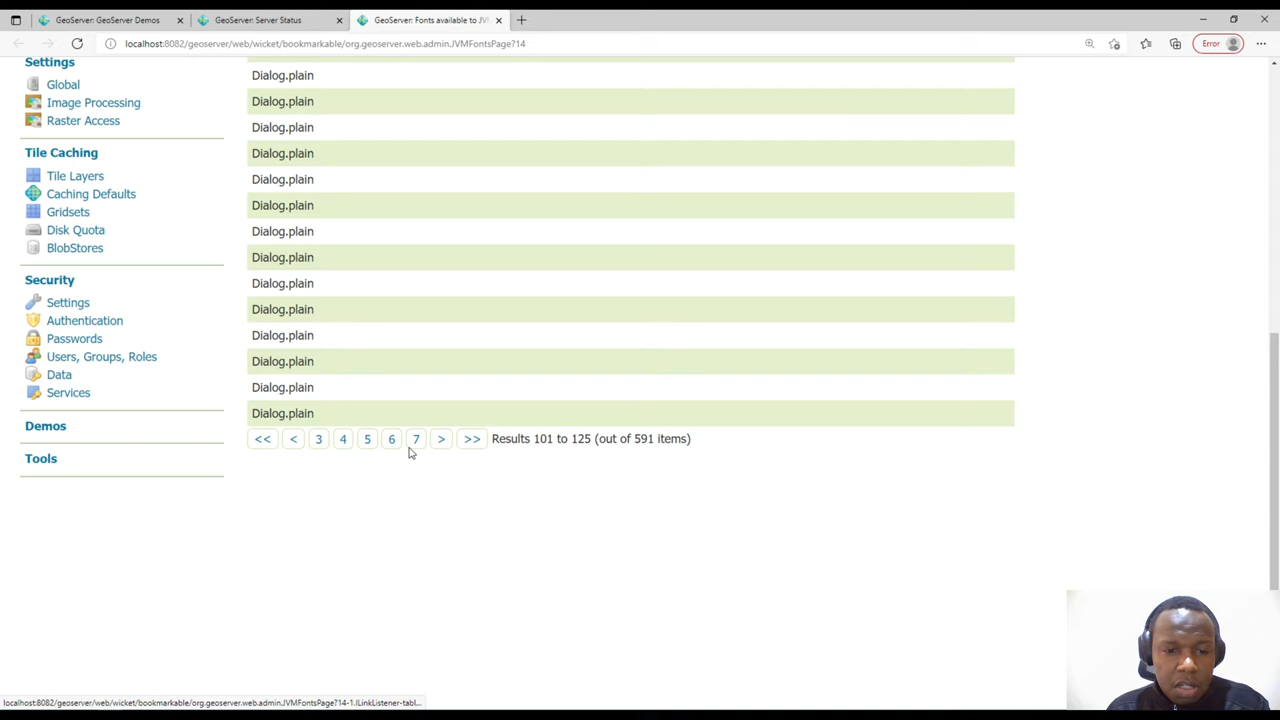 GeoServer: GeoServer Demos
GeoServer: Server Status
GeoServer: Fonts available to JV
localhost:8082/geoserver/web/wicket/bookmarkable/org.geoserver.web.admin.JVMFontsPage?14
Error
Settings
Global
Image Processing
Raster Access
Tile Caching
Tile Layers
Caching Defaults
Gridsets
Disk Quota
BlobStores
Security
Settings
Authentication
Passwords
Users, Groups, Roles
Data
Services
Demos
Tools
Dialog.plain
Dialog.plain
Dialog.plain
Dialog.plain
Dialog.plain
Dialog.plain
Dialog.plain
Dialog.plain
Dialog.plain
Dialog.plain
Dialog.plain
Dialog.plain
Dialog.plain
Dialog.plain
<< < 3 4 5 6 7 > >> Results 101 to 125 (out of 591 items)
localhost:8082/geoserver/web/wicket/bookmarkable/org.geoserver.web.admin.JVMFontsPage?14-1.ILinkListener-tabl...